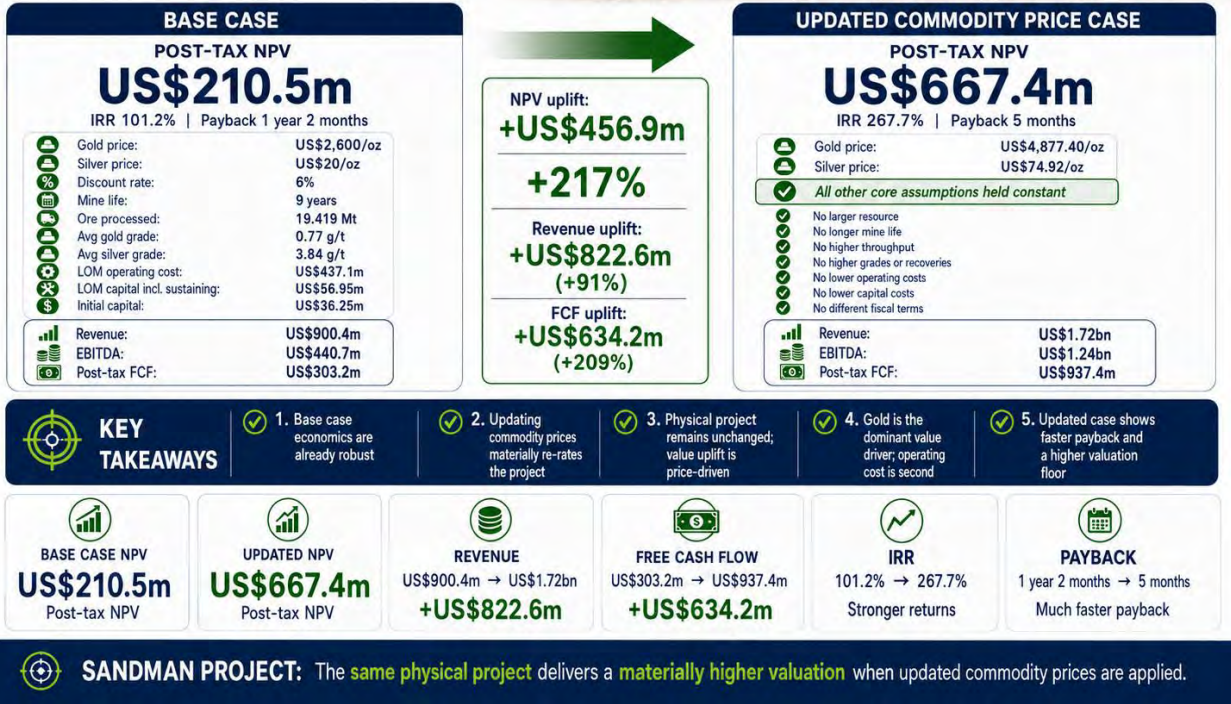 BASE CASE
POST-TAX NPV
US$210.5m
IRR 101.2% | Payback 1 year 2 months
Gold price: US$2,600/oz
Silver price: US$20/oz
Discount rate: 6%
Mine life: 9 years
Ore processed: 19.419 Mt
Avg gold grade: 0.77 g/t
Avg silver grade: 3.84 g/t
LOM operating cost: US$437.1m
LOM capital incl. sustaining: US$56.95m
Initial capital: US$36.25m
Revenue: US$900.4m
EBITDA: US$440.7m
Post-tax FCF: US$303.2m
NPV uplift:
+US$456.9m
+217%
Revenue uplift:
+US$822.6m
(+91%)
FCF uplift:
+US$634.2m
(+209%)
UPDATED COMMODITY PRICE CASE
POST-TAX NPV
US$667.4m
IRR 267.7% | Payback 5 months
Gold price: US$4,877.40/oz
Silver price: US$74.92/oz
All other core assumptions held constant
No larger resource
No longer mine life
No higher throughput
No higher grades or recoveries
No lower operating costs
No lower capital costs
No different fiscal terms
Revenue: US$1.72bn
EBITDA: US$1.24bn
Post-tax FCF: US$937.4m
KEY
TAKEAWAYS
1. Base case
economics are
already robust
2. Updating
commodity prices
materially re-rates
the project
3. Physical project
remains unchanged;
value uplift is
price-driven
4. Gold is the
dominant value
driver; operating
cost is second
5. Updated case shows
faster payback and
a higher valuation
floor
BASE CASE NPV
US$210.5m
Post-tax NPV
UPDATED NPV
US$667.4m
Post-tax NPV
REVENUE
US$900.4m → US$1.72bn
+US$822.6m
FREE CASH FLOW
US$303.2m → US$937.4m
+US$634.2m
IRR
101.2% → 267.7%
Stronger returns
PAYBACK
1 year 2 months → 5 months
Much faster payback
SANDMAN PROJECT: The same physical project delivers a materially higher valuation when updated commodity prices are applied.